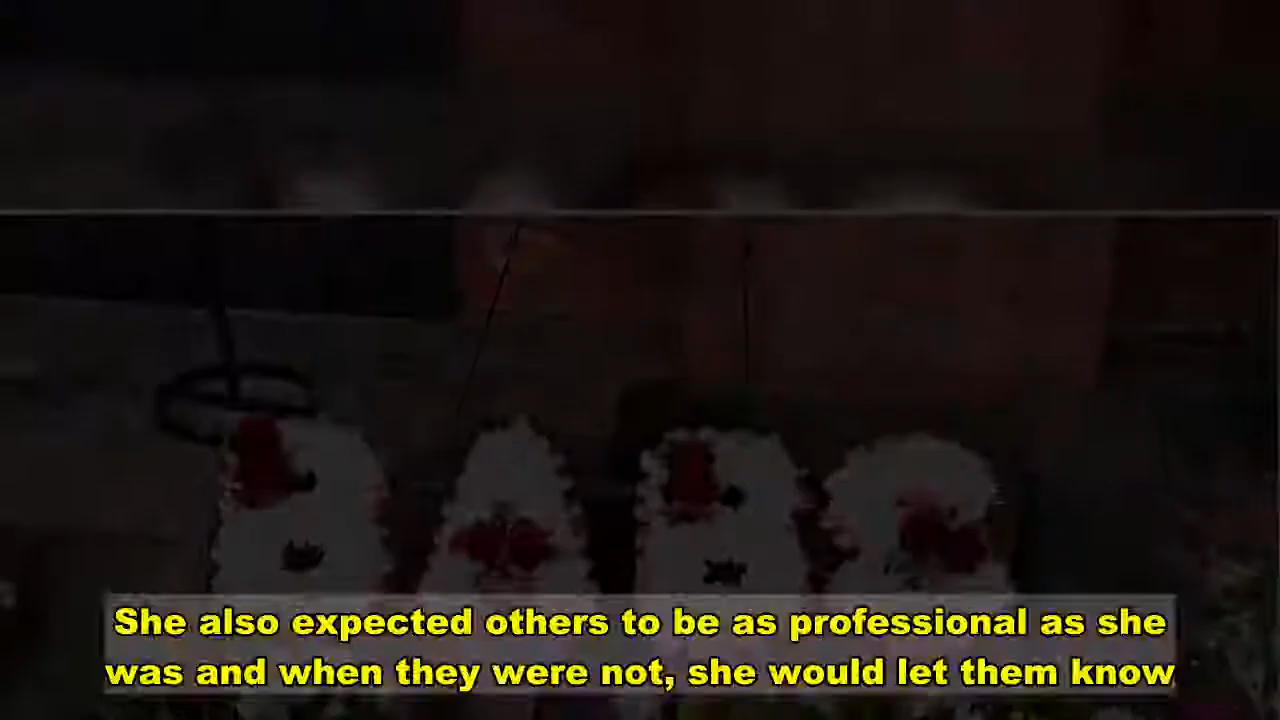 BABS
She also expected others to be as professional as she
was and when they were not, she would let them know